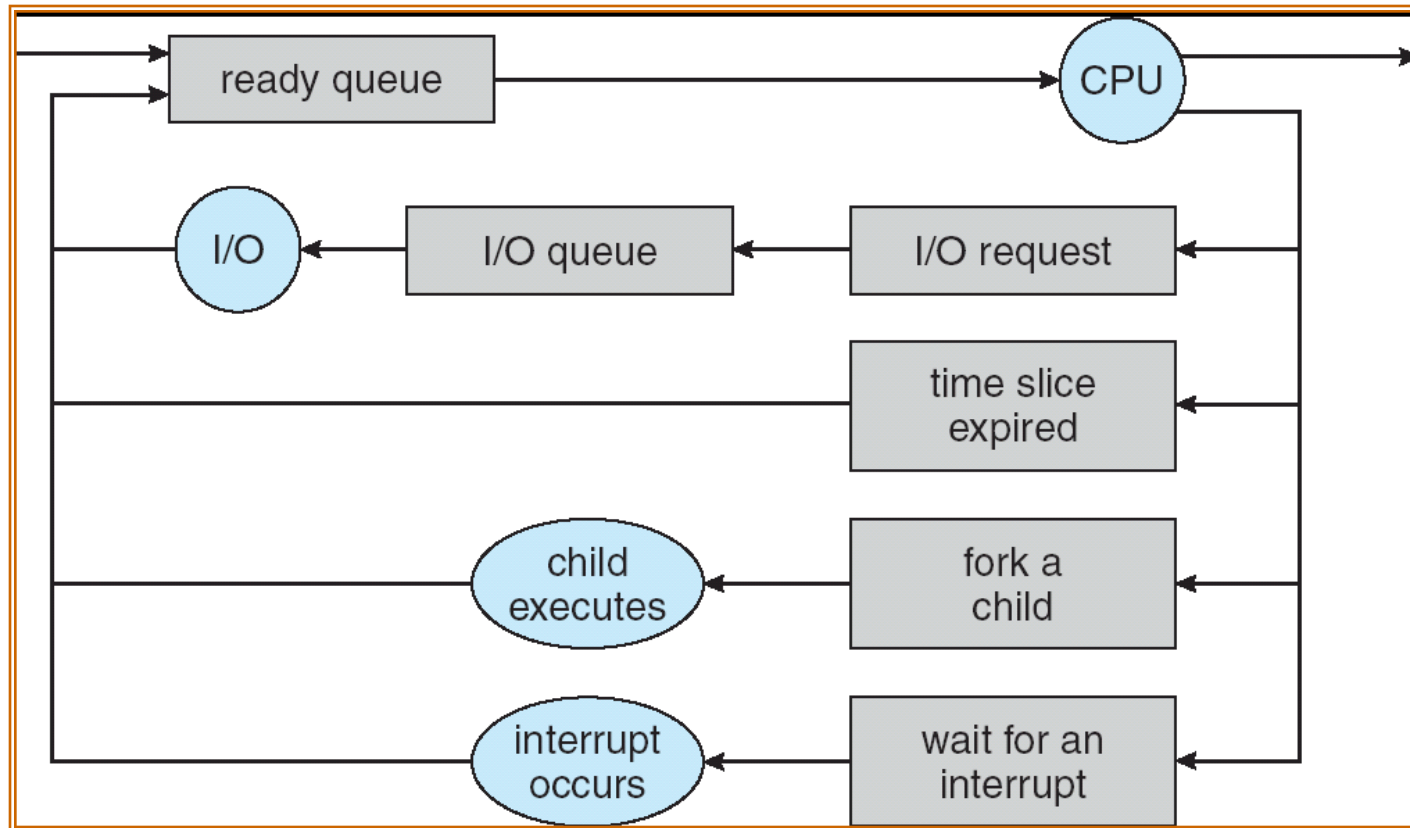 ready queue
CPU
I/O
I/O queue
I/O request
time slice
expired
child
executes
fork a
child
interrupt
occurs
wait for an
interrupt